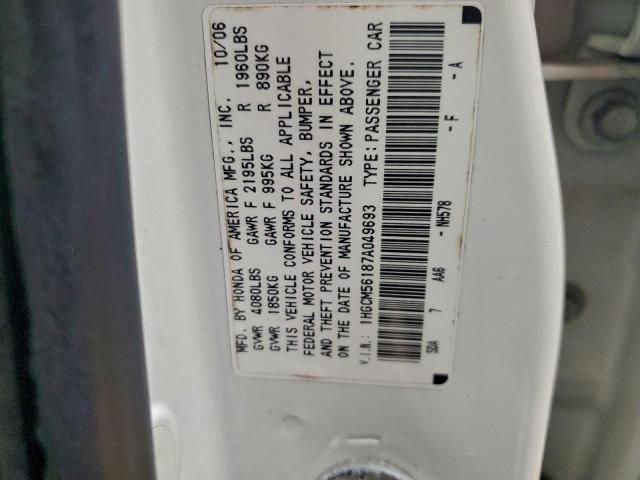 MFD. BY HONDA OF AMERICA MFG., INC. 10/06
GVWR 4080LBS GAWR F 2195LBS R 1960LBS
GVWR 1850KG GAWR F 995KG R 890KG
THIS VEHICLE CONFORMS TO ALL APPLICABLE
FEDERAL MOTOR VEHICLE SAFETY, BUMPER,
AND THEFT PREVENTION STANDARDS IN EFFECT
ON THE DATE OF MANUFACTURE SHOWN ABOVE.
V.I.N.: 1HGCM56187A049693 TYPE: PASSENGER CAR
SDA 7 AA6 - NH578 - F - A